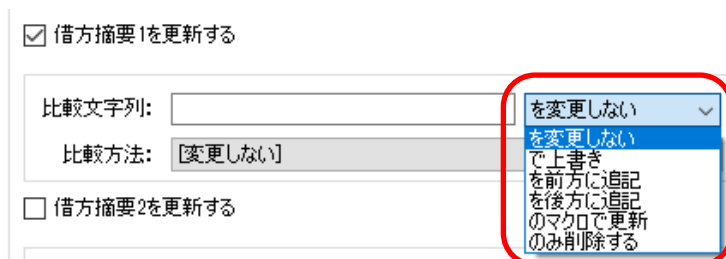 借方摘要1を更新する
比較文字列: を変更しない
比較方法: [変更しない]
を変更しない
で上書き
を前方に追記
を後方に追記
のマクロで更新
のみ削除する
借方摘要2を更新する